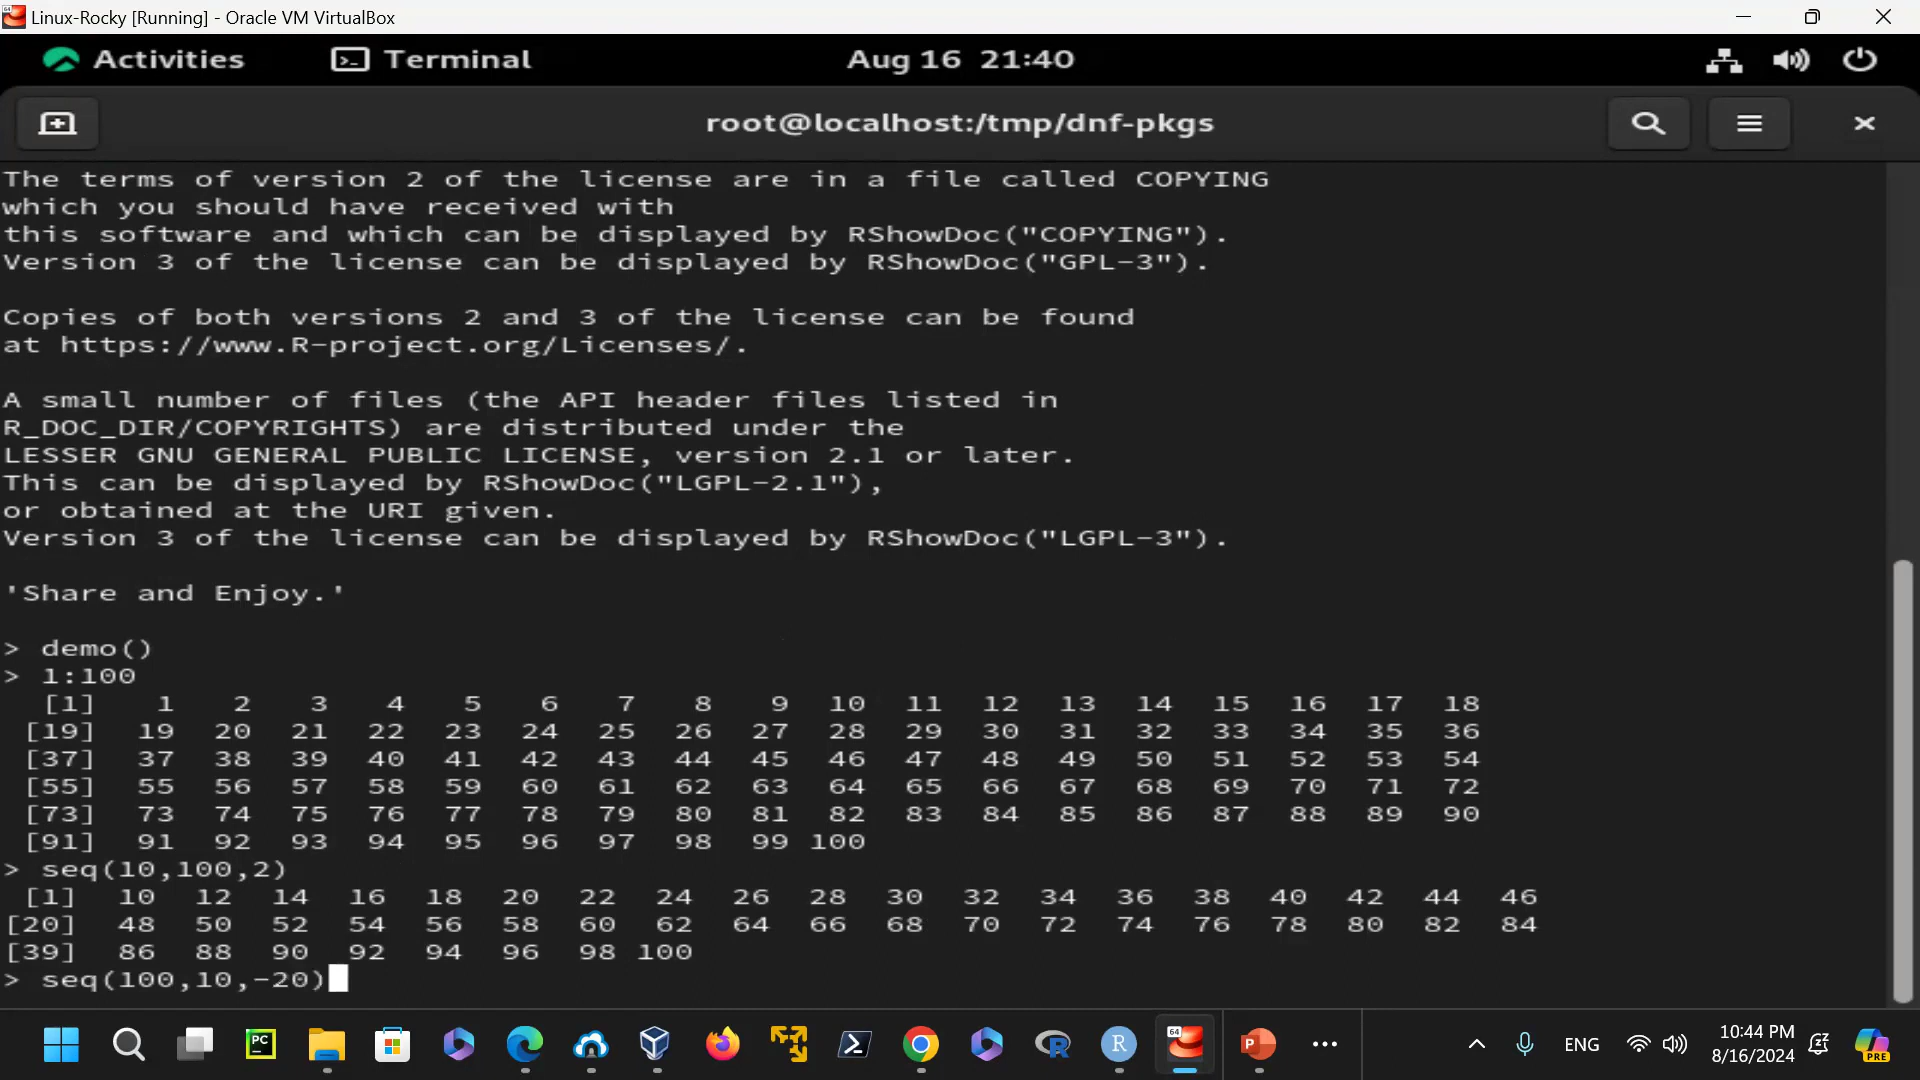 Linux-Rocky [Running] - Oracle VM VirtualBox
Activities Terminal Aug 16 21:40
root@localhost:/tmp/dnf-pkgs
The terms of version 2 of the license are in a file called COPYING
which you should have received with
this software and which can be displayed by RShowDoc("COPYING").
Version 3 of the license can be displayed by RShowDoc("GPL-3").
Copies of both versions 2 and 3 of the license can be found
at https://www.R-project.org/Licenses/.
A small number of files (the API header files listed in
R_DOC_DIR/COPYRIGHTS) are distributed under the
LESSER GNU GENERAL PUBLIC LICENSE, version 2.1 or later.
This can be displayed by RShowDoc("LGPL-2.1"),
or obtained at the URI given.
Version 3 of the license can be displayed by RShowDoc("LGPL-3").
'Share and Enjoy.'
> demo()
> 1:100
[1] 1 2 3 4 5 6 7 8 9 10 11 12 13 14 15 16 17 18
[19] 19 20 21 22 23 24 25 26 27 28 29 30 31 32 33 34 35 36
[37] 37 38 39 40 41 42 43 44 45 46 47 48 49 50 51 52 53 54
[55] 55 56 57 58 59 60 61 62 63 64 65 66 67 68 69 70 71 72
[73] 73 74 75 76 77 78 79 80 81 82 83 84 85 86 87 88 89 90
[91] 91 92 93 94 95 96 97 98 99 100
> seq(10,100,2)
[1] 10 12 14 16 18 20 22 24 26 28 30 32 34 36 38 40 42 44 46
[20] 48 50 52 54 56 58 60 62 64 66 68 70 72 74 76 78 80 82 84
[39] 86 88 90 92 94 96 98 100
> seq(100,10,-20)
ENG 10:44 PM
8/16/2024
PC
64
R
R
P
PRE